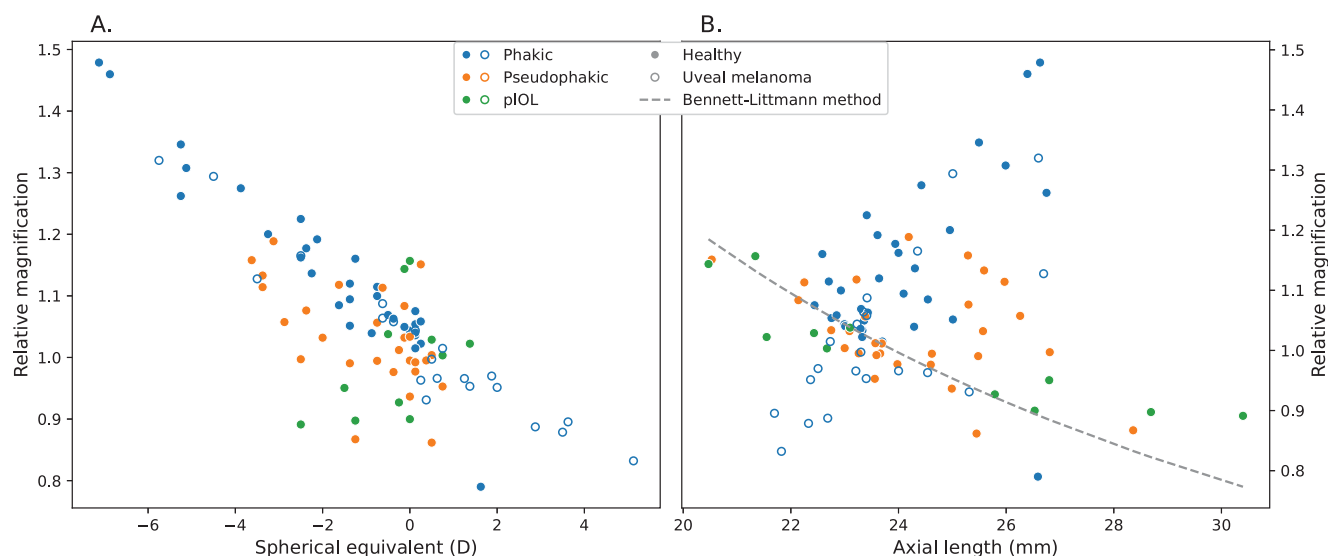 A.
B.
Phakic
Pseudophakic
pIOL
Healthy
Uveal melanoma
Bennett-Littmann method
1.5
1.4
1.3
1.2
1.1
1.0
0.9
0.8
Relative magnification
−6 −4 −2 0 2 4
Spherical equivalent (D)
1.5
1.4
1.3
1.2
1.1
1.0
0.9
0.8
Relative magnification
20 22 24 26 28 30
Axial length (mm)